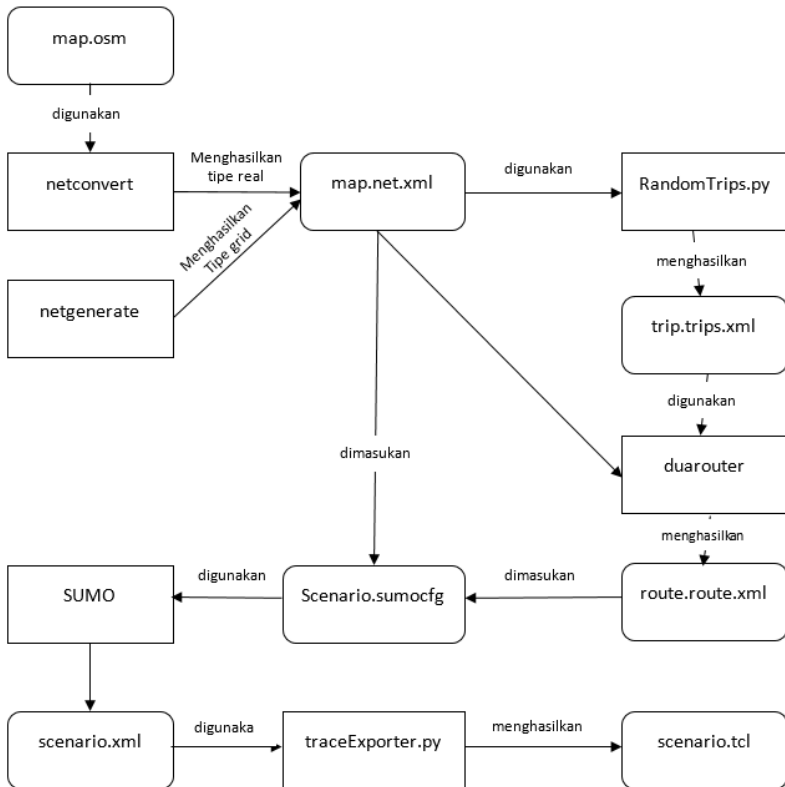 map.osm
digunakan
netconvert
Menghasilkan
tipe real
map.net.xml
digunakan
RandomTrips.py
Menghasilkan
Tipe grid
netgenerate
menghasilkan
trip.trips.xml
digunakan
dimasukan
duarouter
menghasilkan
SUMO
digunakan
Scenario.sumocfg
dimasukan
route.route.xml
scenario.xml
digunaka
traceExporter.py
menghasilkan
scenario.tcl